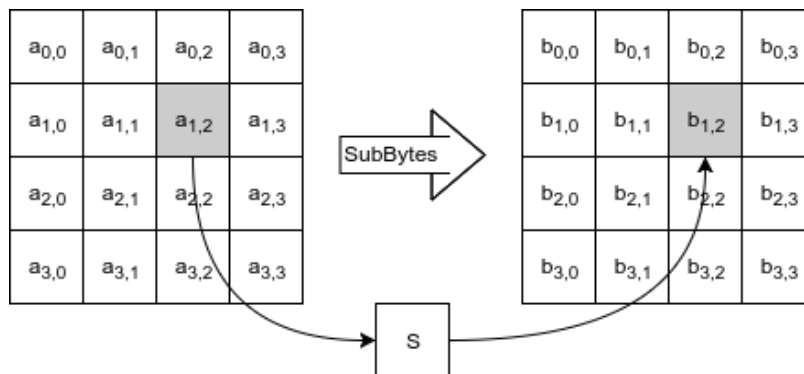 a0,0 a0,1 a0,2 a0,3 b0,0 b0,1 b0,2 b0,3
a1,0 a1,1 a1,2 a1,3 b1,0 b1,1 b1,2 b1,3
SubBytes
a2,0 a2,1 a2,2 a2,3 b2,0 b2,1 b2,2 b2,3
a3,0 a3,1 a3,2 a3,3 b3,0 b3,1 b3,2 b3,3
S